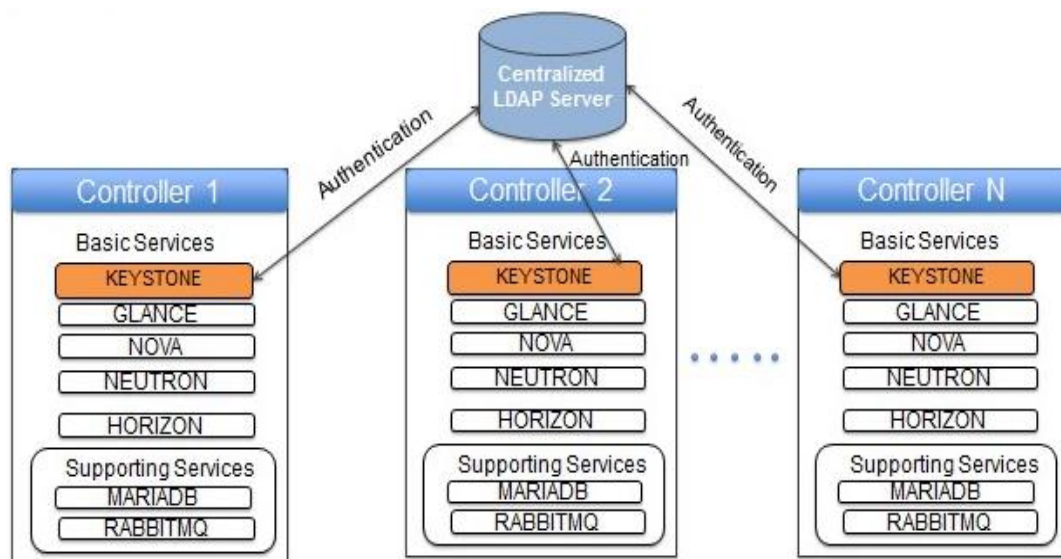 Centralized
LDAP Server
Authentication
Authentication
Authentication
Controller 1
Basic Services
KEYSTONE
GLANCE
NOVA
NEUTRON
HORIZON
Supporting Services
MARIADB
RABBITMQ
Controller 2
Basic Services
KEYSTONE
GLANCE
NOVA
NEUTRON
HORIZON
Supporting Services
MARIADB
RABBITMQ
Controller N
Basic Services
KEYSTONE
GLANCE
NOVA
NEUTRON
HORIZON
Supporting Services
MARIADB
RABBITMQ